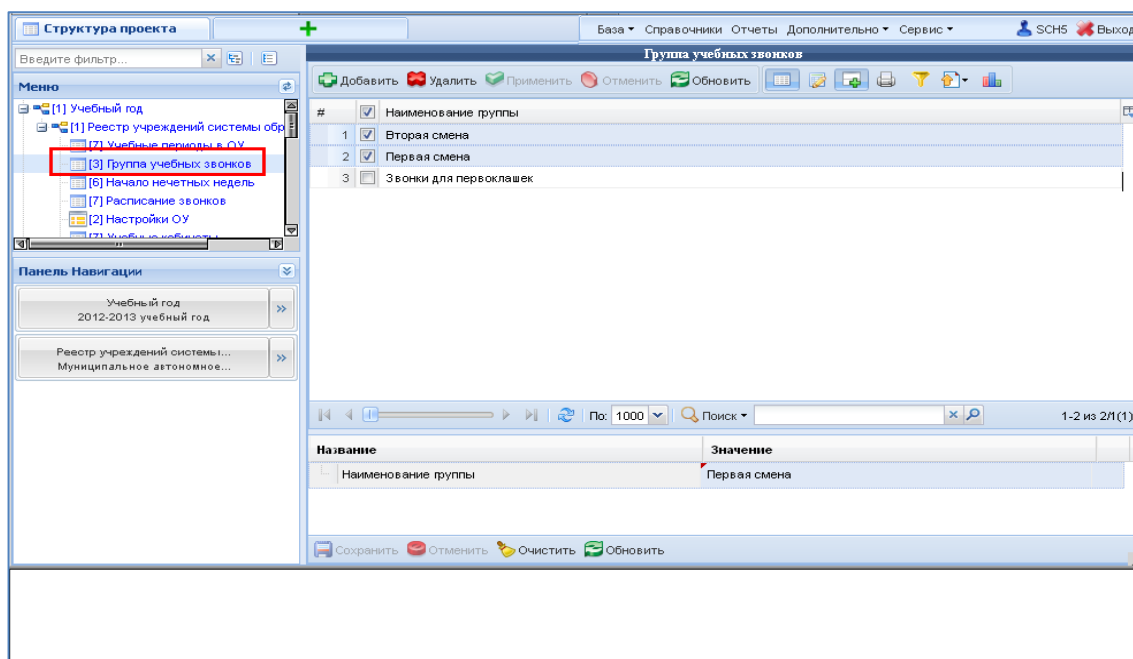 Структура проекта
База Справочники Отчеты Дополнительно Сервис SCH5 Выход
Введите фильтр...
Группа учебных звонков
Меню
Добавить Удалить Применить Отменить Обновить
[1] Учебный год
[1] Реестр учреждений системы обр
[7] Учебные периоды в ОУ
[3] Группа учебных звонков
[6] Начало нечетных недель
[7] Расписание звонков
[2] Настройки ОУ
[7] Учебные кабинеты
# Наименование группы
1 Вторая смена
2 Первая смена
3 Звонки для первоклашек
Панель Навигации
Учебный год
2012-2013 учебный год
Реестр учреждений системы...
Муниципальное автономное...
По: 1000 Поиск 1-2 из 2/1(1)
Название Значение
Наименование группы Первая смена
Сохранить Отменить Очистить Обновить